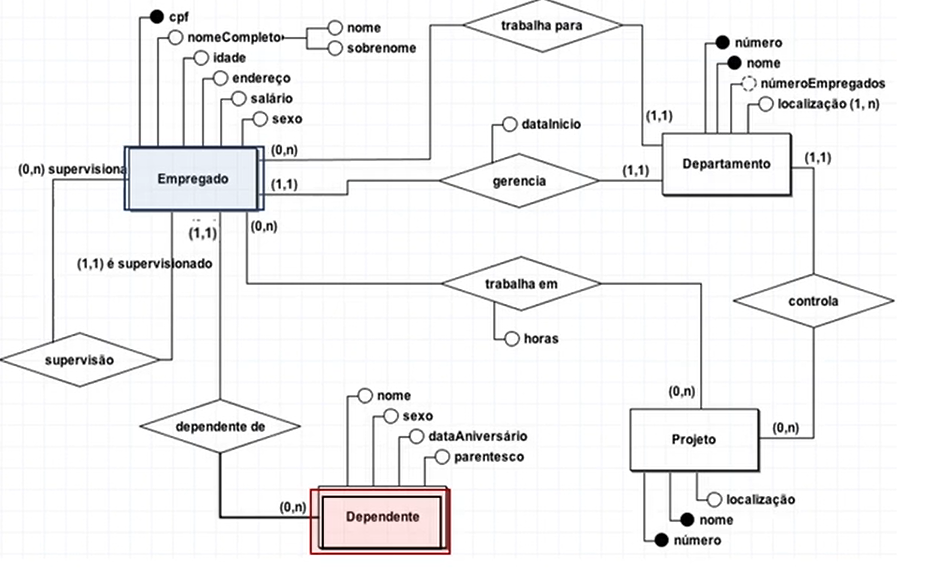 cpf
nomeCompleto
nome
sobrenome
idade
endereço
salário
sexo
trabalha para
número
nome
númeroEmpregados
localização (1, n)
(1,1)
dataInicio
(0,n)
Departamento
(1,1)
(0,n) supervisiona
Empregado
(1,1)
gerencia
(1,1)
(1,1)
(0,n)
(1,1) é supervisionado
trabalha em
controla
horas
supervisão
nome
(0,n)
sexo
dependente de
dataAniversário
(0,n)
Projeto
parentesco
(0,n)
Dependente
localização
nome
número